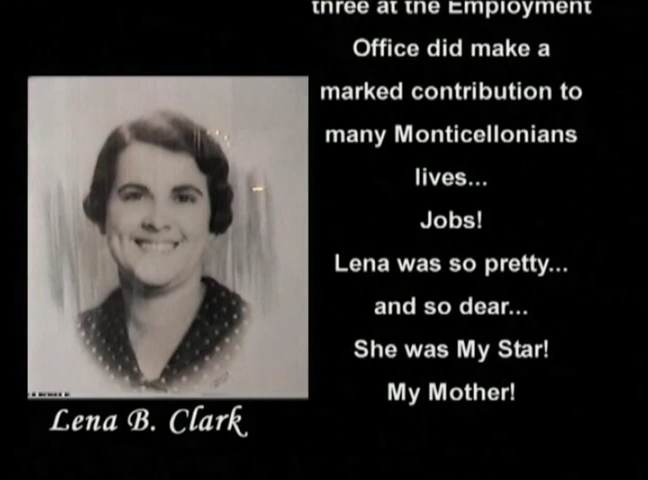 three at the Employment
Office did make a
marked contribution to
many Monticellonians
lives...
Jobs!
Lena was so pretty...
and so dear...
She was My Star!
My Mother!
Lena B. Clark